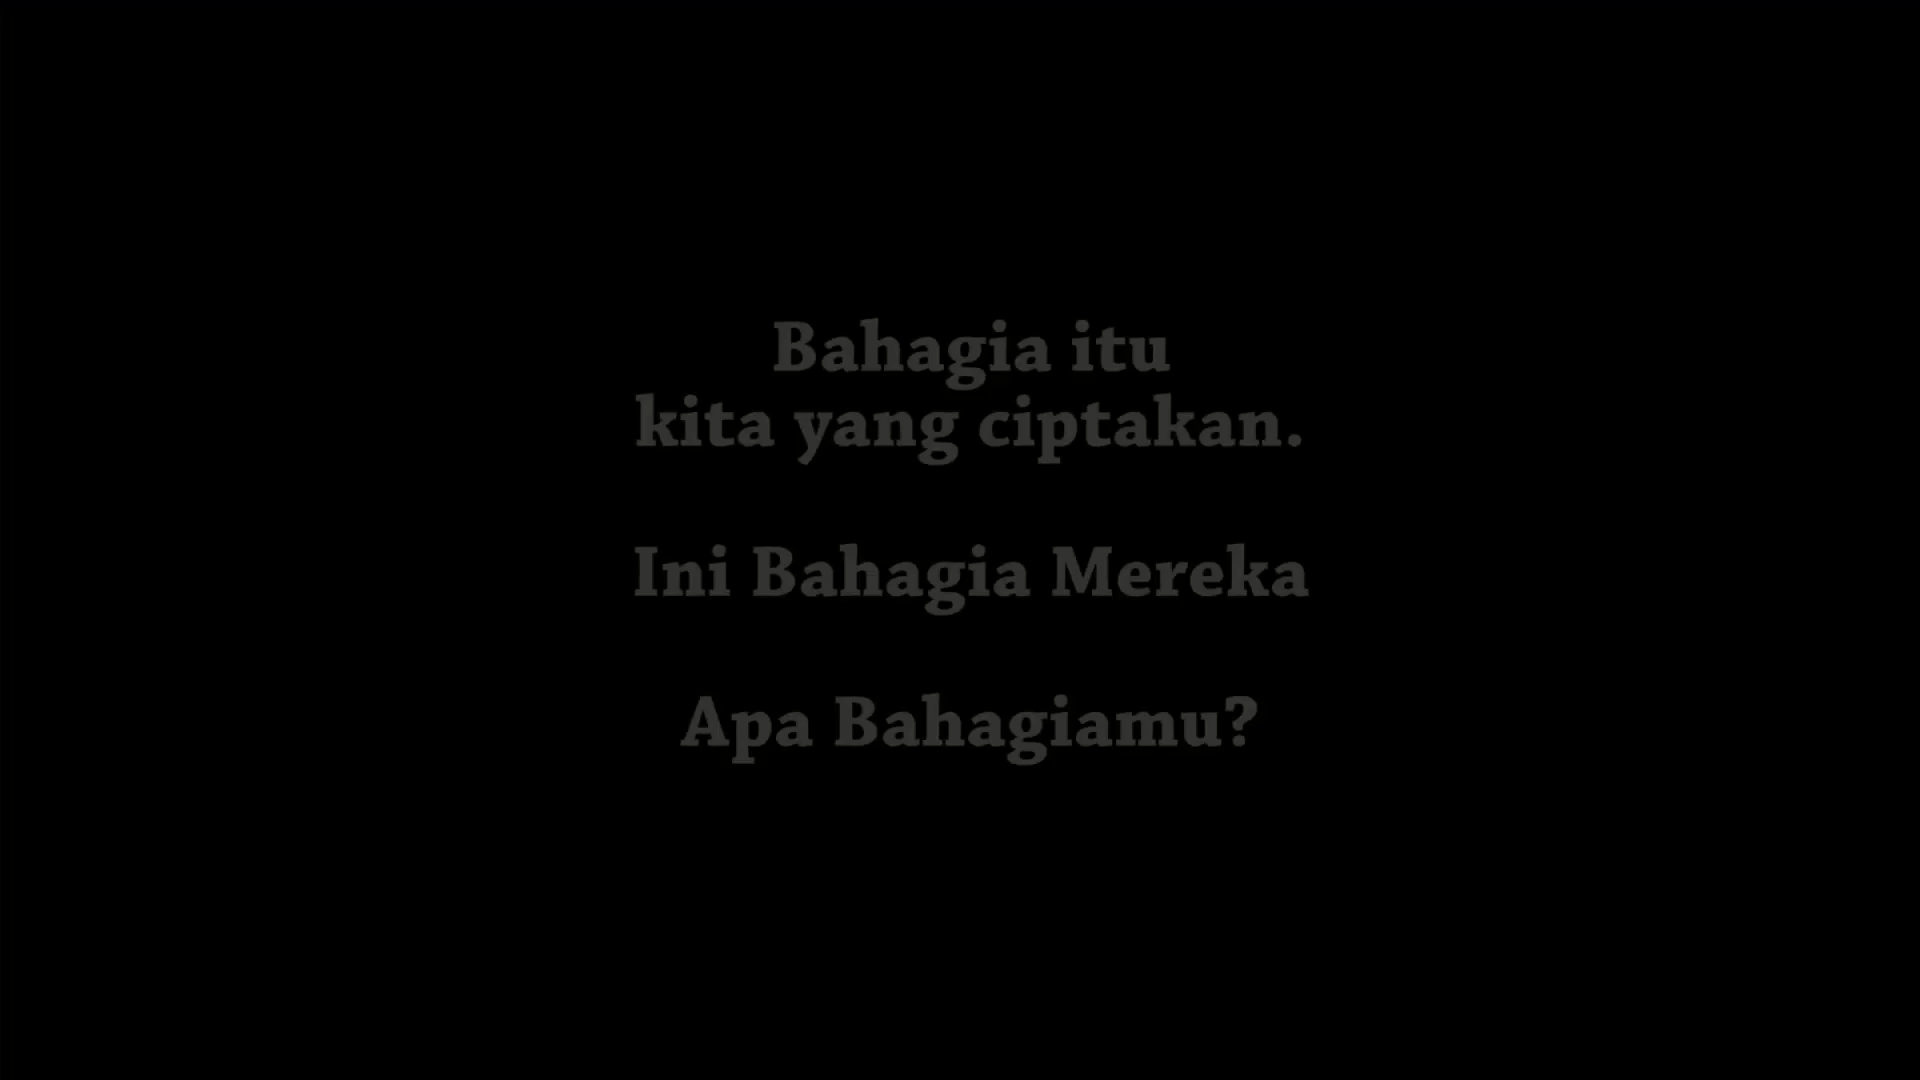 Bahagia itu
kita yang ciptakan.
Ini Bahagia Mereka
Apa Bahagiamu?